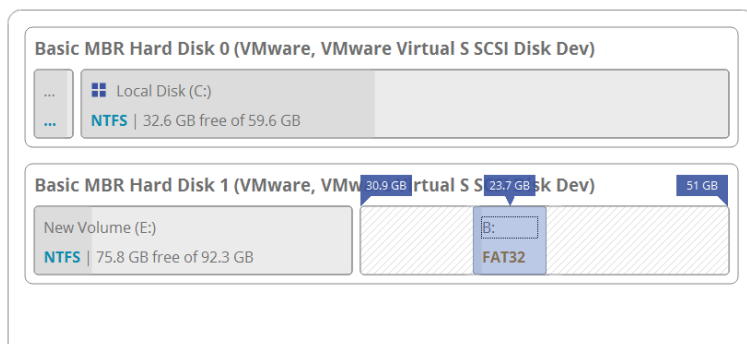 Basic MBR Hard Disk 0 (VMware, VMware Virtual S SCSI Disk Dev)
...
Local Disk (C:)
...
NTFS | 32.6 GB free of 59.6 GB
Basic MBR Hard Disk 1 (VMware, VMw rtual S S sk Dev)
30.9 GB
23.7 GB
51 GB
New Volume (E:)
B:
NTFS | 75.8 GB free of 92.3 GB
FAT32